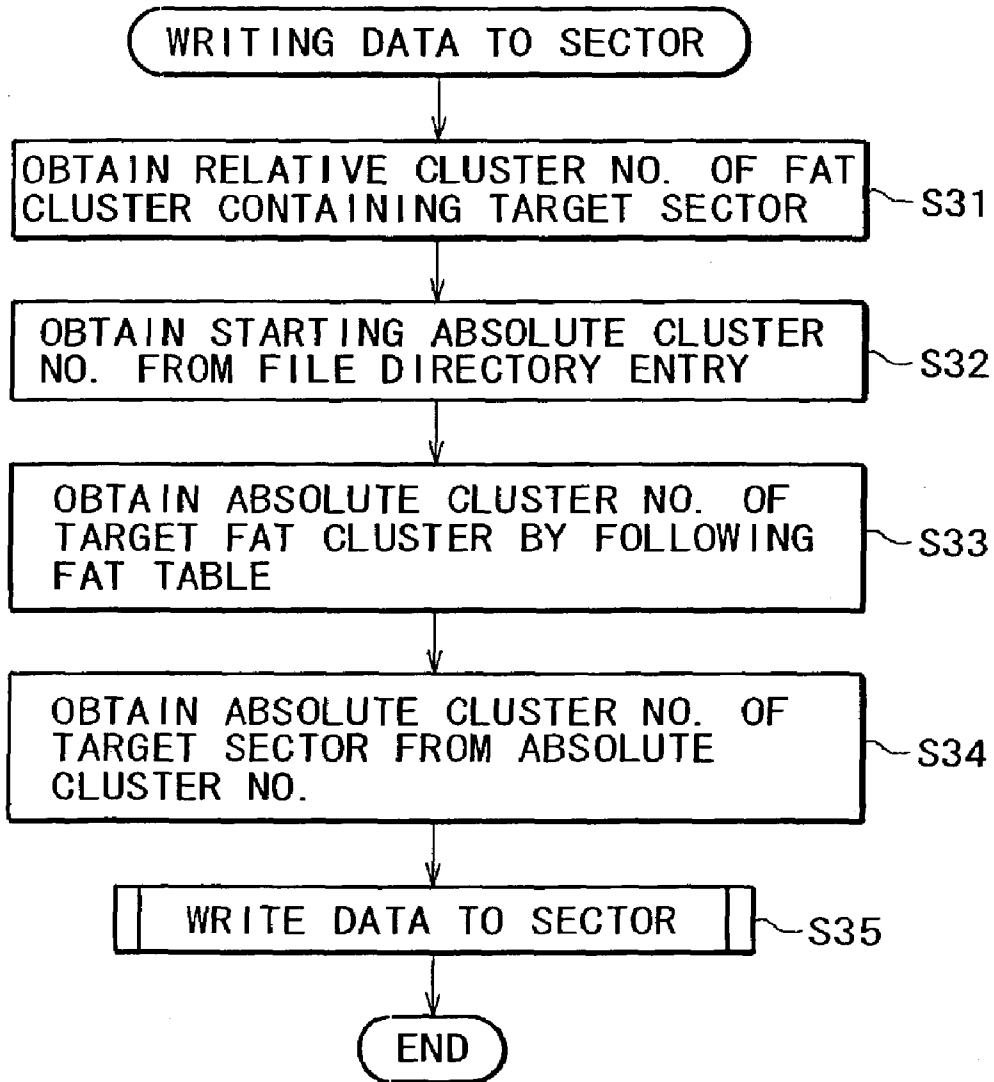 WRITING DATA TO SECTOR
OBTAIN RELATIVE CLUSTER NO. OF FAT
CLUSTER CONTAINING TARGET SECTOR
S31
OBTAIN STARTING ABSOLUTE CLUSTER
NO. FROM FILE DIRECTORY ENTRY
S32
OBTAIN ABSOLUTE CLUSTER NO. OF
TARGET FAT CLUSTER BY FOLLOWING
FAT TABLE
S33
OBTAIN ABSOLUTE CLUSTER NO. OF
TARGET SECTOR FROM ABSOLUTE
CLUSTER NO.
S34
WRITE DATA TO SECTOR
S35
END